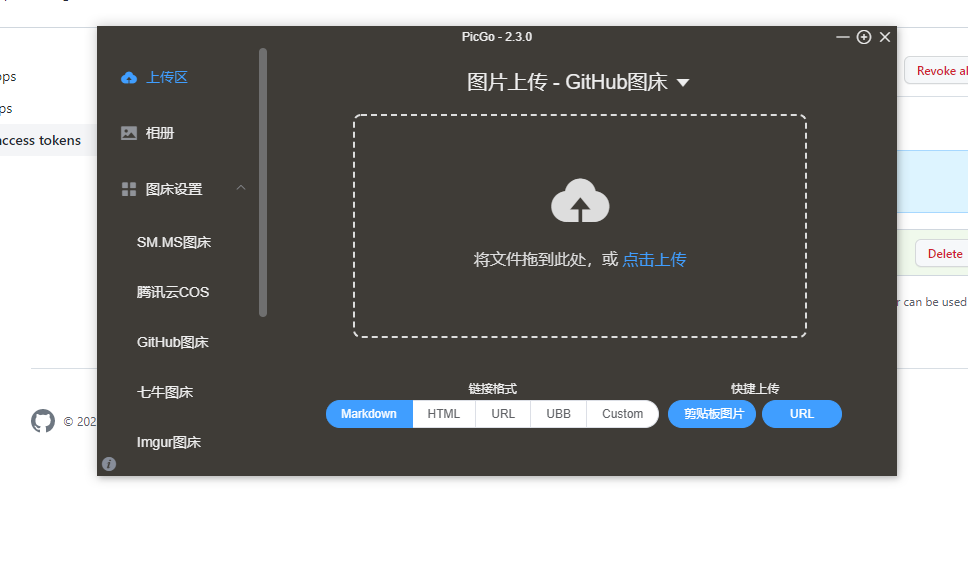 PicGo - 2.3.0
上传区
相册
图床设置
SM.MS图床
腾讯云COS
GitHub图床
七牛图床
Imgur图床
图片上传 - GitHub图床
将文件拖到此处，或 点击上传
链接格式
Markdown HTML URL UBB Custom
快捷上传
剪贴板图片 URL
access tokens
Revoke al
Delete
r can be used
© 202